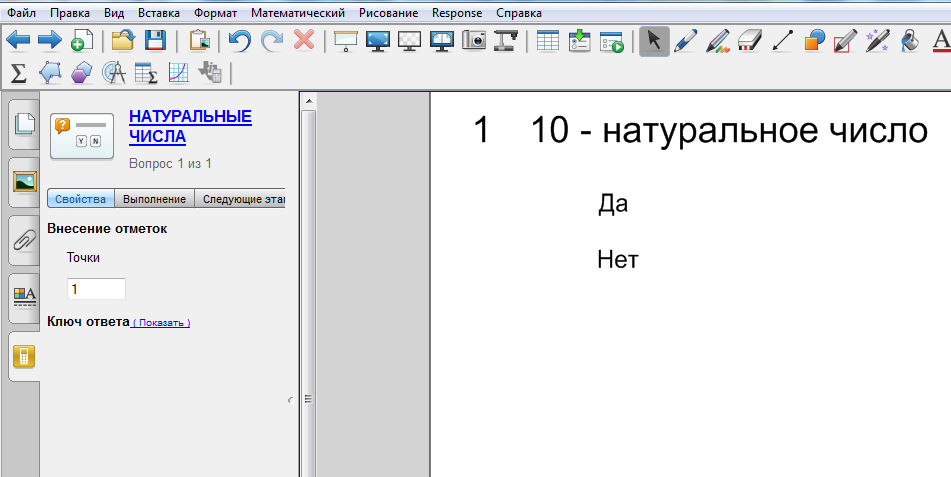 Файл Правка Вид Вставка Формат Математический Рисование Response Справка
НАТУРАЛЬНЫЕ
ЧИСЛА
Вопрос 1 из 1
Свойства Выполнение Следующие эта
Внесение отметок
Точки
1
Ключ ответа ( Показать )
1 10 - натуральное число
Да
Нет